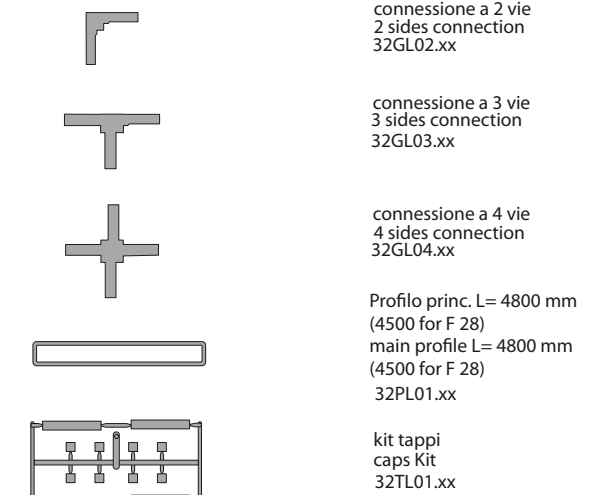 connessione a 2 vie
2 sides connection
32GL02.xx
connessione a 3 vie
3 sides connection
32GL03.xx
connessione a 4 vie
4 sides connection
32GL04.xx
Profilo princ. L= 4800 mm
(4500 for F 28)
main profile L= 4800 mm
(4500 for F 28)
32PL01.xx
kit tappi
caps Kit
32TL01.xx